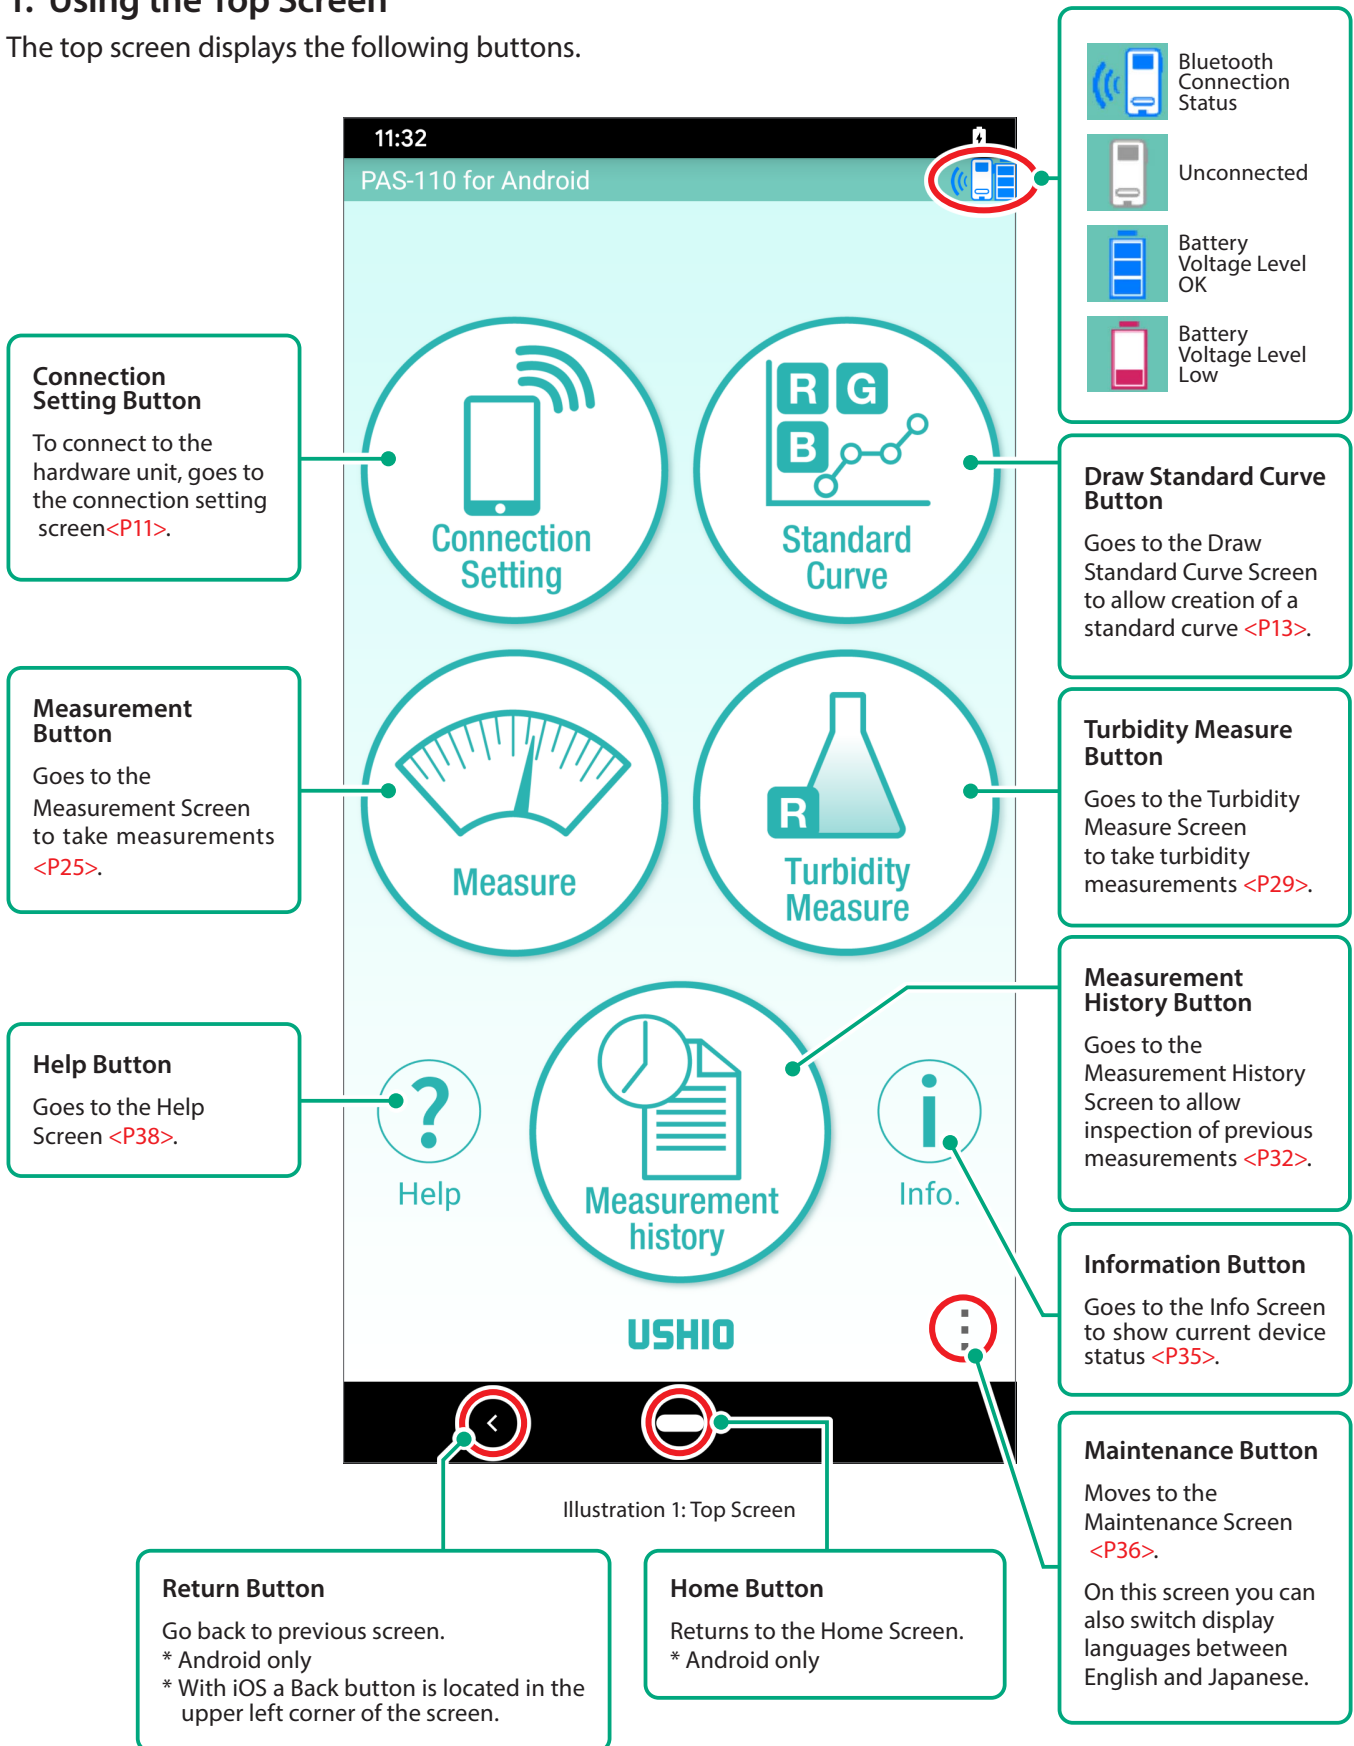 1. Using the Top Screen
The top screen displays the following buttons.
Bluetooth
Connection
Status
Unconnected
Battery
Voltage Level
OK
Battery
Voltage Level
Low
11:32
PAS-110 for Android
Connection
Setting Button
To connect to the
hardware unit, goes to
the connection setting
screen<P11>.
Connection
Setting
R G
B
Standard
Curve
Draw Standard Curve
Button
Goes to the Draw
Standard Curve Screen
to allow creation of a
standard curve <P13>.
Measurement
Button
Goes to the
Measurement Screen
to take measurements
<P25>.
Measure
R
Turbidity
Measure
Turbidity Measure
Button
Goes to the Turbidity
Measure Screen
to take turbidity
measurements <P29>.
Measurement
History Button
Goes to the
Measurement History
Screen to allow
inspection of previous
measurements <P32>.
Help Button
Goes to the Help
Screen <P38>.
?
Help
Measurement
history
i
Info.
Information Button
Goes to the Info Screen
to show current device
status <P35>.
USHIO
Maintenance Button
Moves to the
Maintenance Screen
<P36>.
On this screen you can
also switch display
languages between
English and Japanese.
Illustration 1: Top Screen
Return Button
Go back to previous screen.
* Android only
* With iOS a Back button is located in the
upper left corner of the screen.
Home Button
Returns to the Home Screen.
* Android only